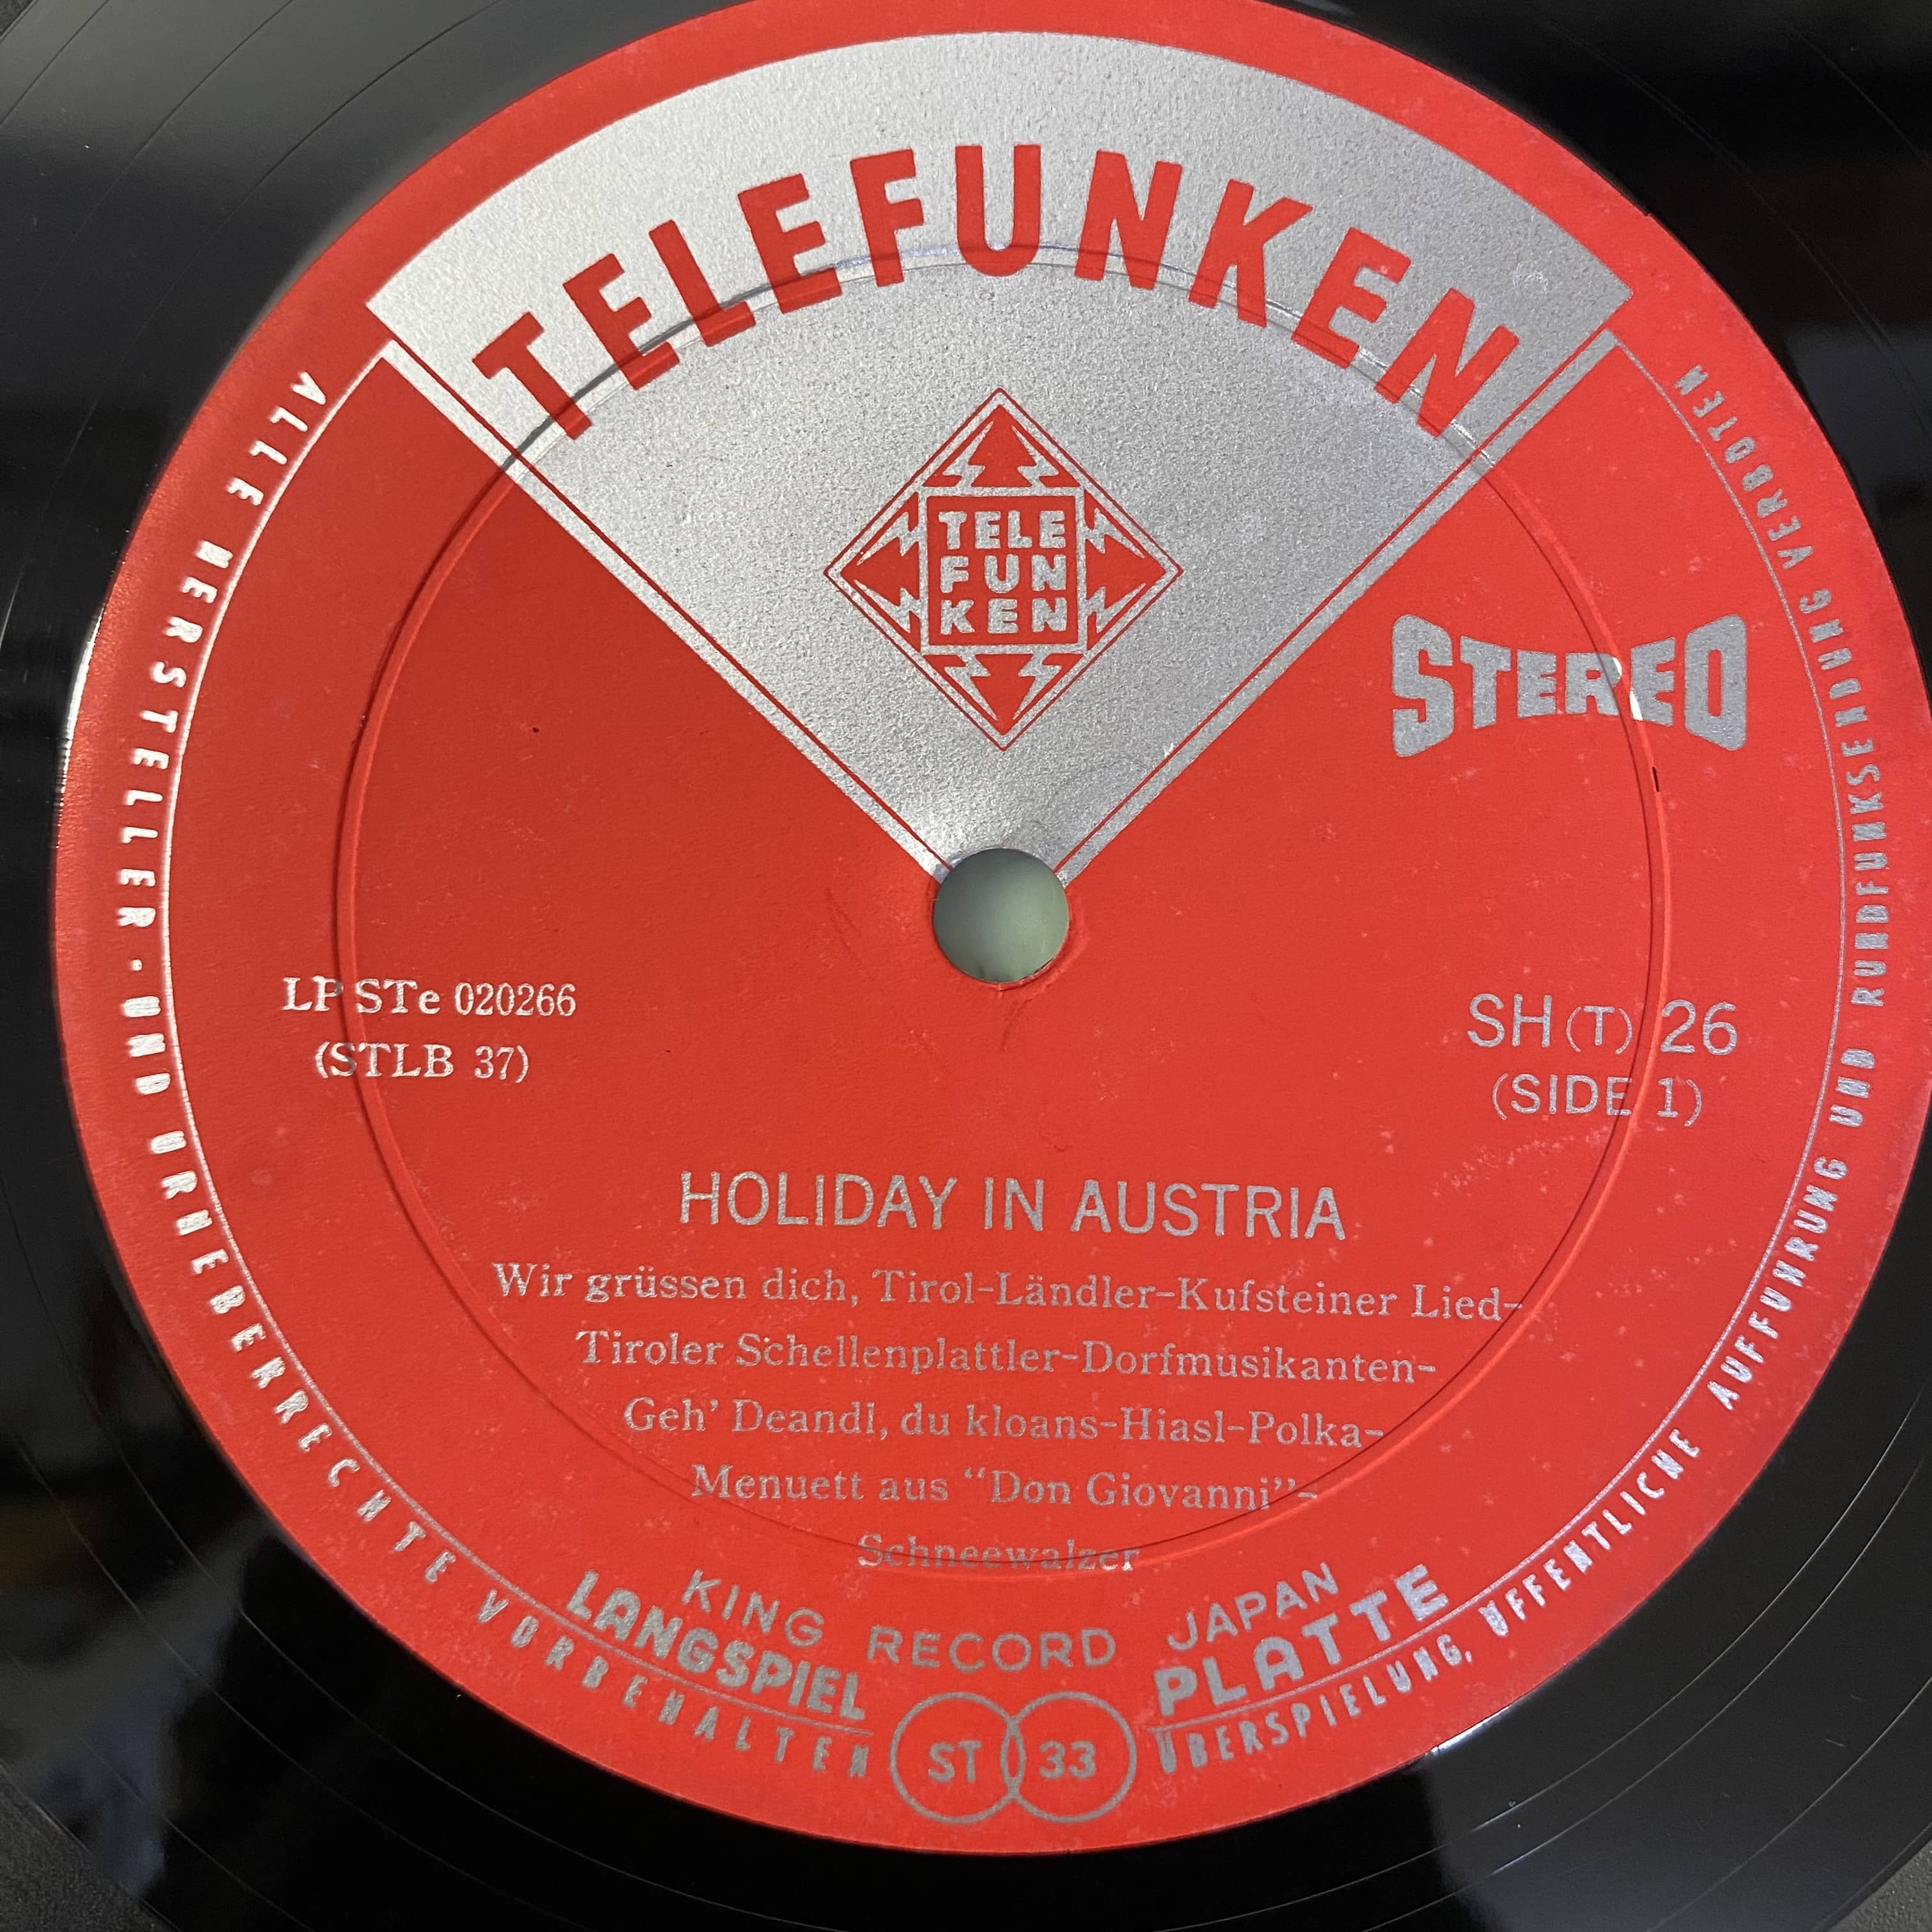 TELEFUNKEN
TELE
FUN
KEN
STEREO
LP STe 020266
(STLB 37)
SH (T) 26
(SIDE 1)
HOLIDAY IN AUSTRIA
Wir grüssen dich, Tirol-Ländler-Kufsteiner Lied-
Tiroler Schellenplattler-Dorfmusikanten-
Geh' Deandl, du kloans-Hiasl-Polka-
Menuett aus "Don Giovanni"-
Schneewalzer
KING RECORD JAPAN
LANGSPIEL PLATTE
ST 33
ALLE HERSTELLER-UND URHEBERRECHTE VORBEHALTEN
ÜBERSPIELUNG, ÖFFENTLICHE AUFFÜHRUNG UND RUNDFUNKSENDUNG VERBOTEN